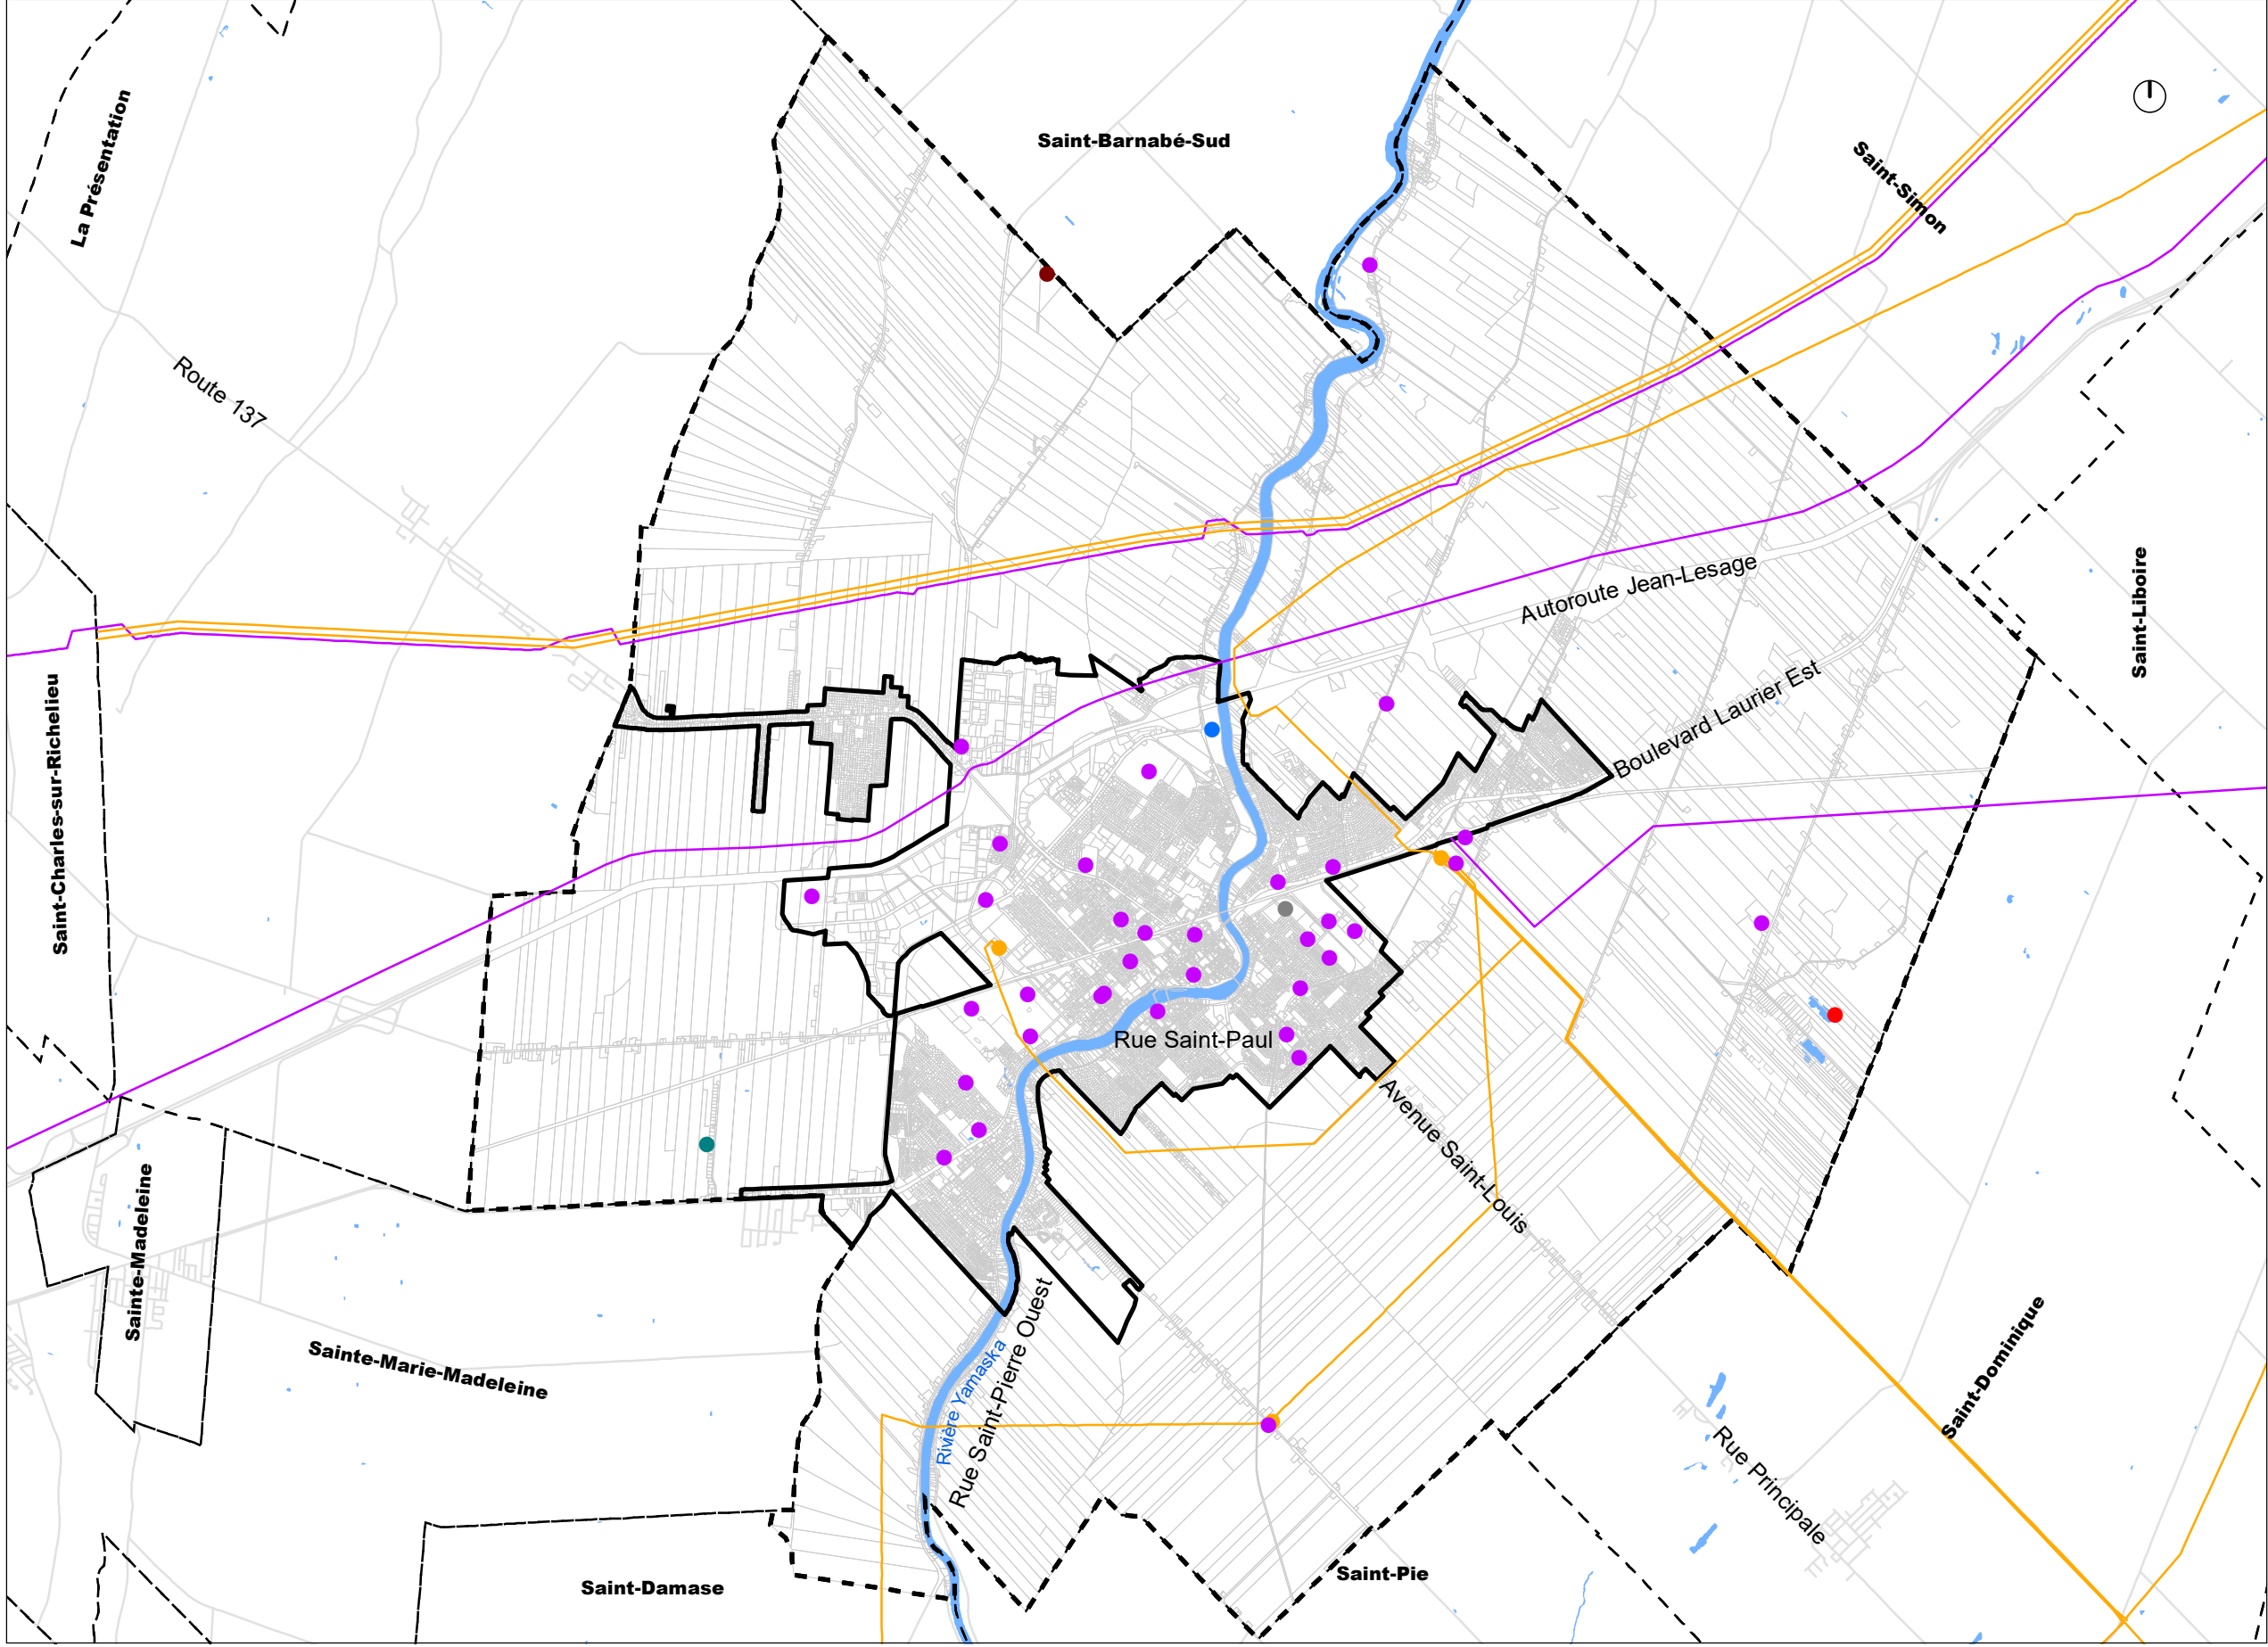 La Présentation
Saint-Barnabé-Sud
Saint-Simon
Route 137
Autoroute Jean-Lesage
Saint-Liboire
Boulevard Laurier Est
Saint-Charles-sur-Richelieu
Rue Saint-Paul
Avenue Saint-Louis
Sainte-Madeleine
Sainte-Marie-Madeleine
Rivière Yamaska
Rue Saint-Pierre Ouest
Saint-Dominique
Rue Principale
Saint-Damase
Saint-Pie